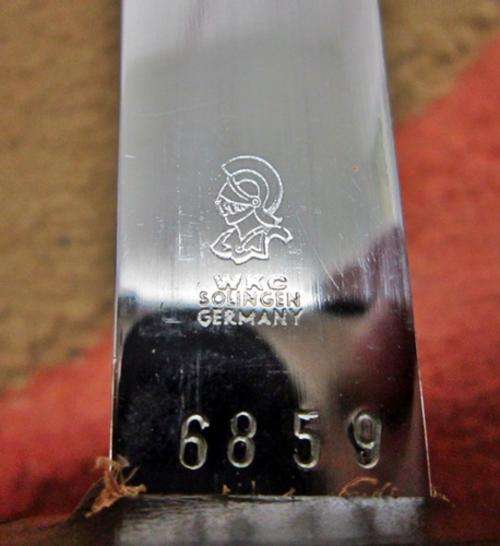 WKC
SOLINGEN
GERMANY
6859